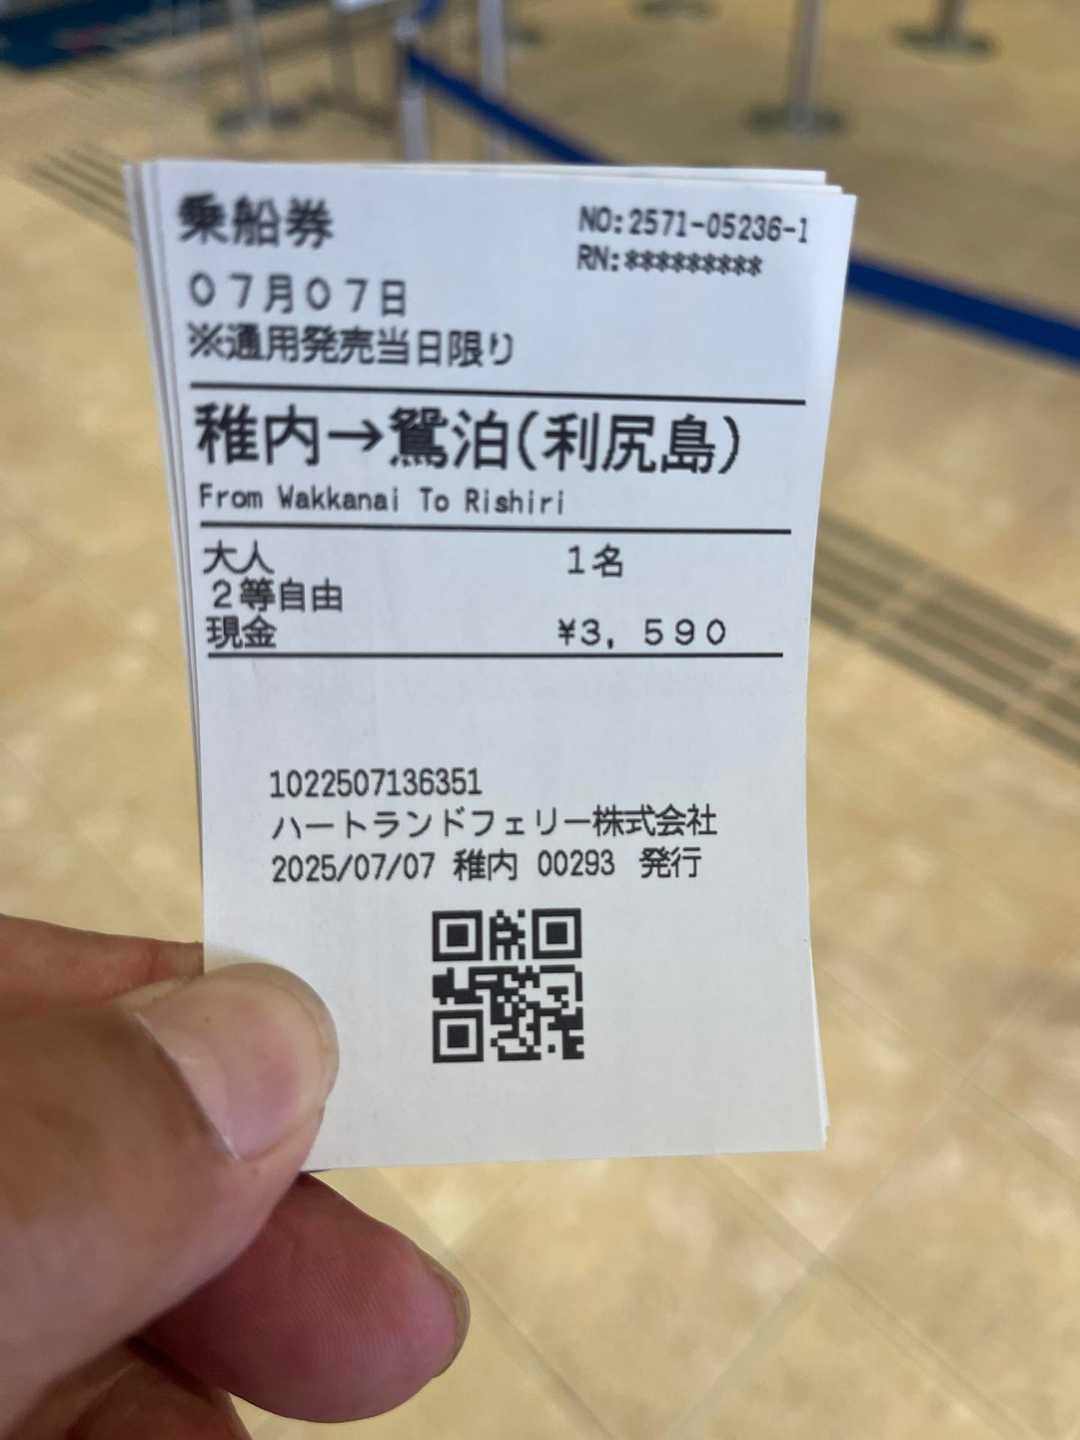 乗船券
NO:2571-05236-1
RN:*********
07月07日
※通用発売当日限り
稚内→鴛泊(利尻島)
From Wakkanai To Rishiri
大人 1名
2等自由
現金 ¥3,590
1022507136351
ハートランドフェリー株式会社
2025/07/07 稚内 00293 発行